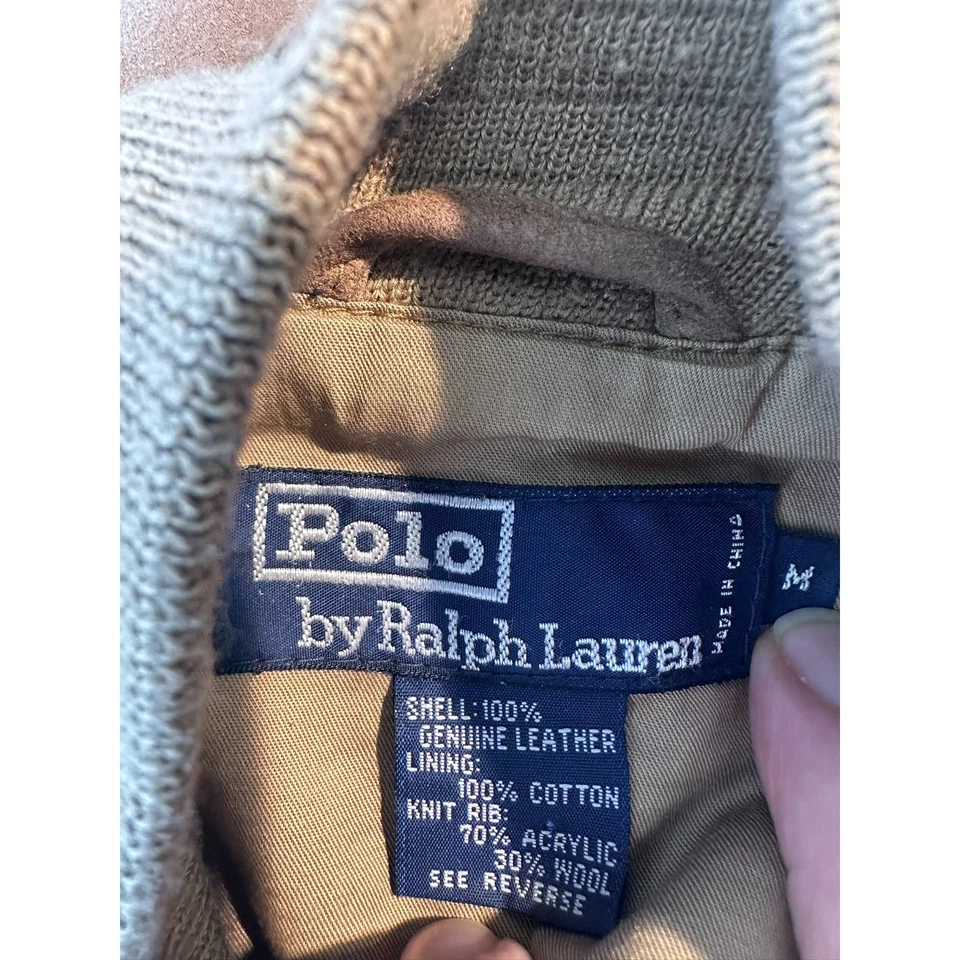 Polo
by Ralph Lauren
MADE IN CHINA
M
SHELL: 100%
GENUINE LEATHER
LINING:
100% COTTON
KNIT RIB:
70% ACRYLIC
30% WOOL
SEE REVERSE